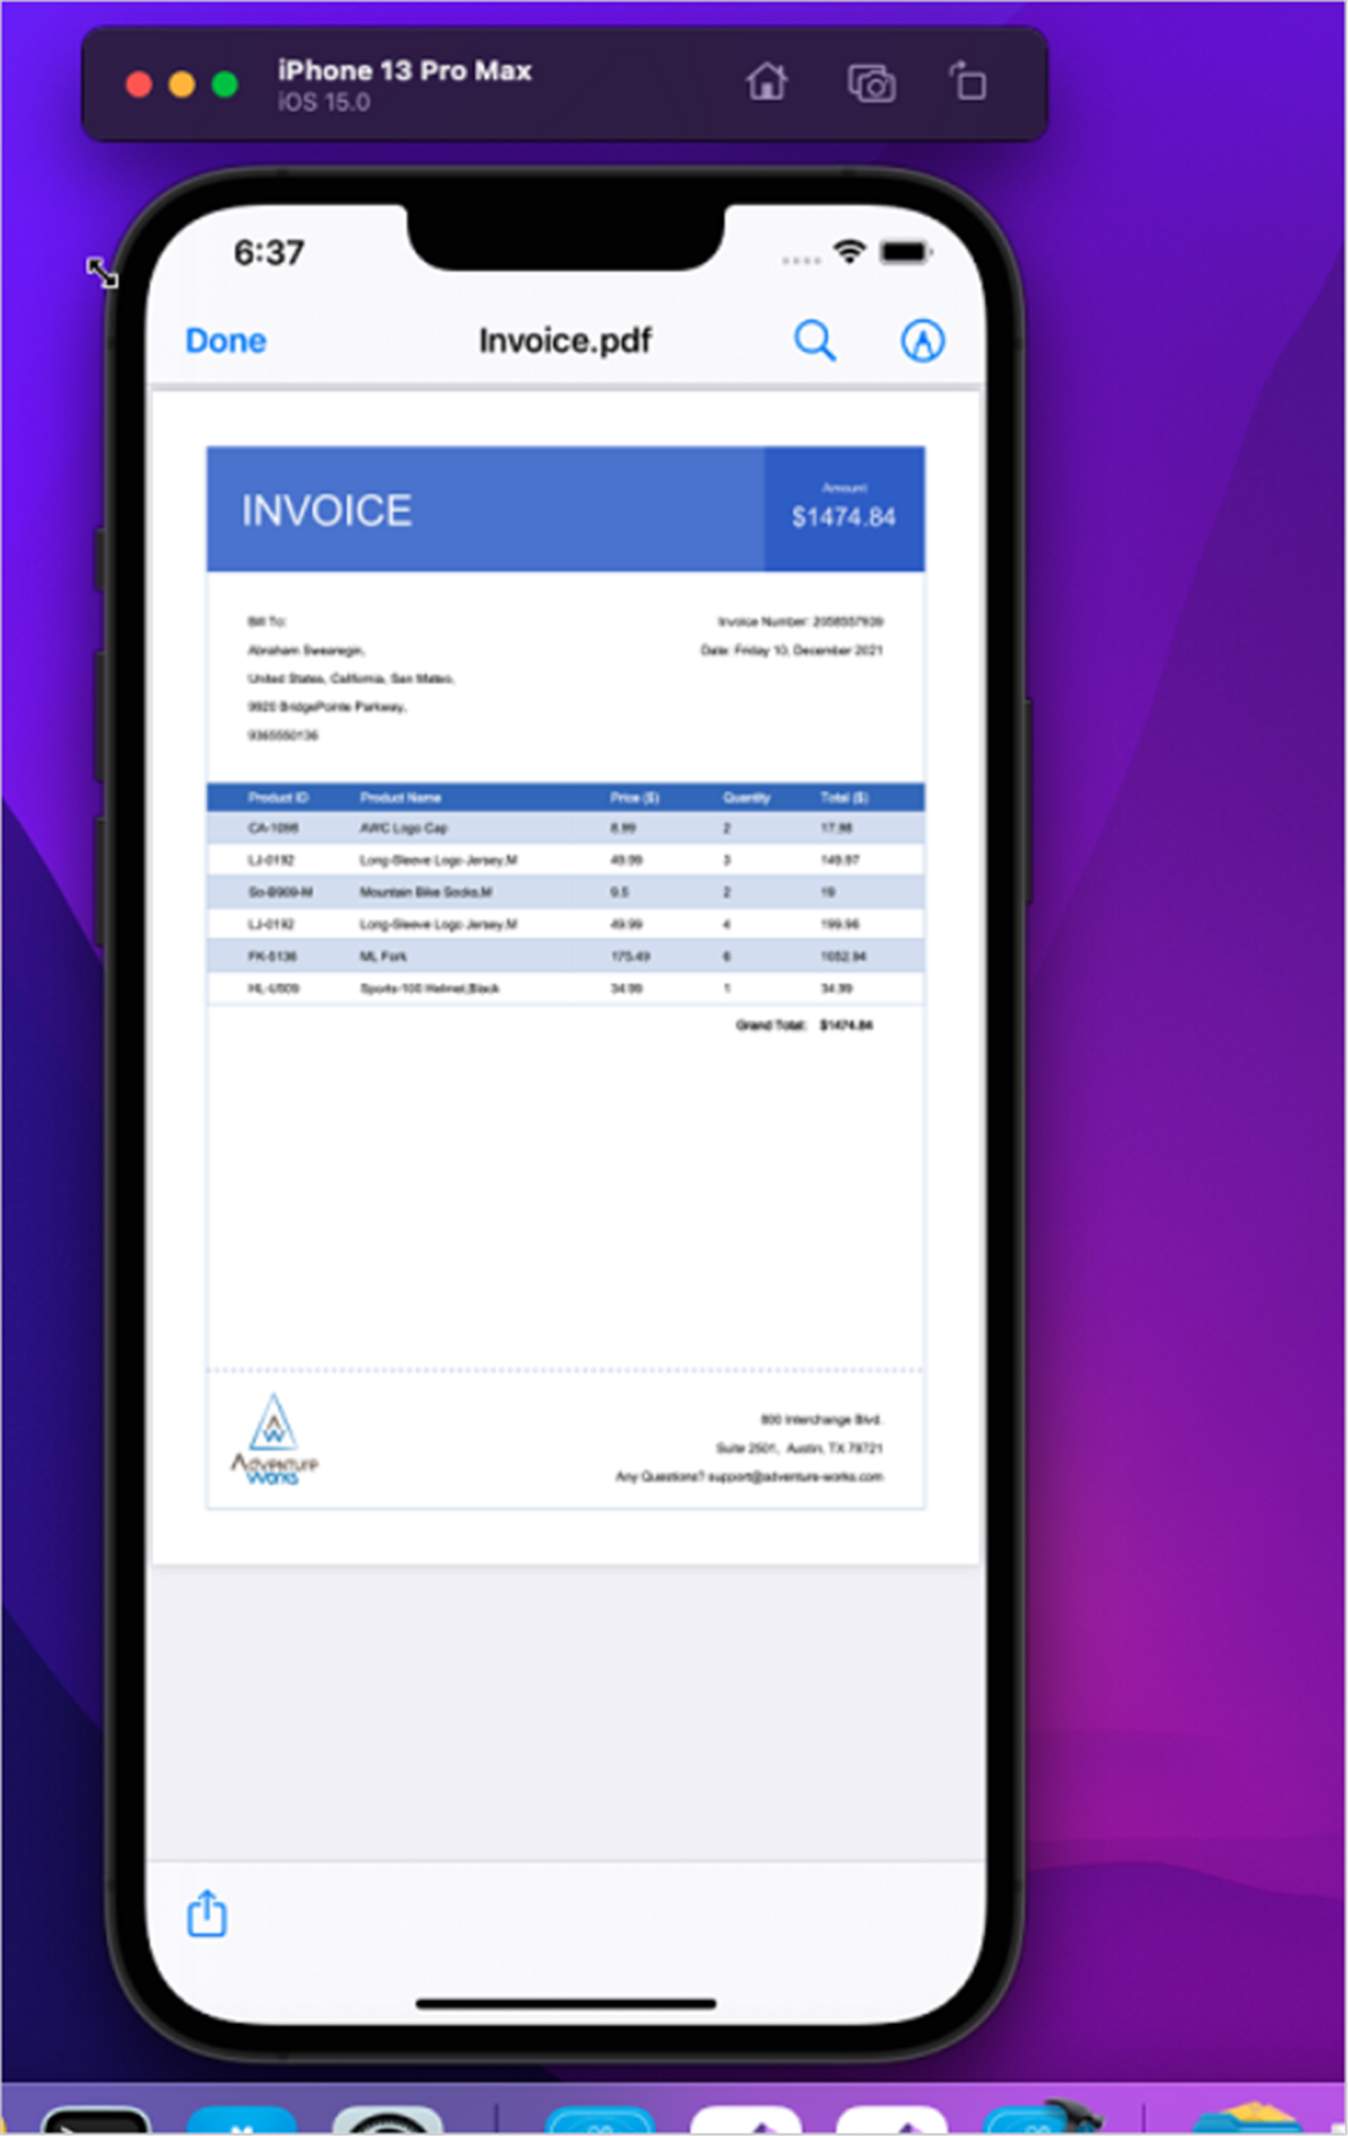 iPhone 13 Pro Max
iOS 15.0
6:37
Done Invoice.pdf
INVOICE
Amount
$1474.84
Bill To:
Invoice Number: 2058557939
Abraham Swearegin,
Date: Friday 10, December 2021
United States, California, San Mateo,
9920 BridgePointe Parkway,
9365550136
Product ID Product Name Price ($) Quantity Total ($)
CA-1098 AWC Logo Cap 8.99 2 17.98
LJ-0192 Long-Sleeve Logo Jersey,M 49.99 3 149.97
So-B909-M Mountain Bike Socks,M 9.5 2 19
LJ-0192 Long-Sleeve Logo Jersey,M 49.99 4 199.96
FK-5136 ML Fork 175.49 6 1052.94
HL-U509 Sports-100 Helmet,Black 34.99 1 34.99
Grand Total: $1474.84
AW
Adventure
Works
800 Interchange Blvd.
Suite 2501, Austin, TX 78721
Any Questions? support@adventure-works.com